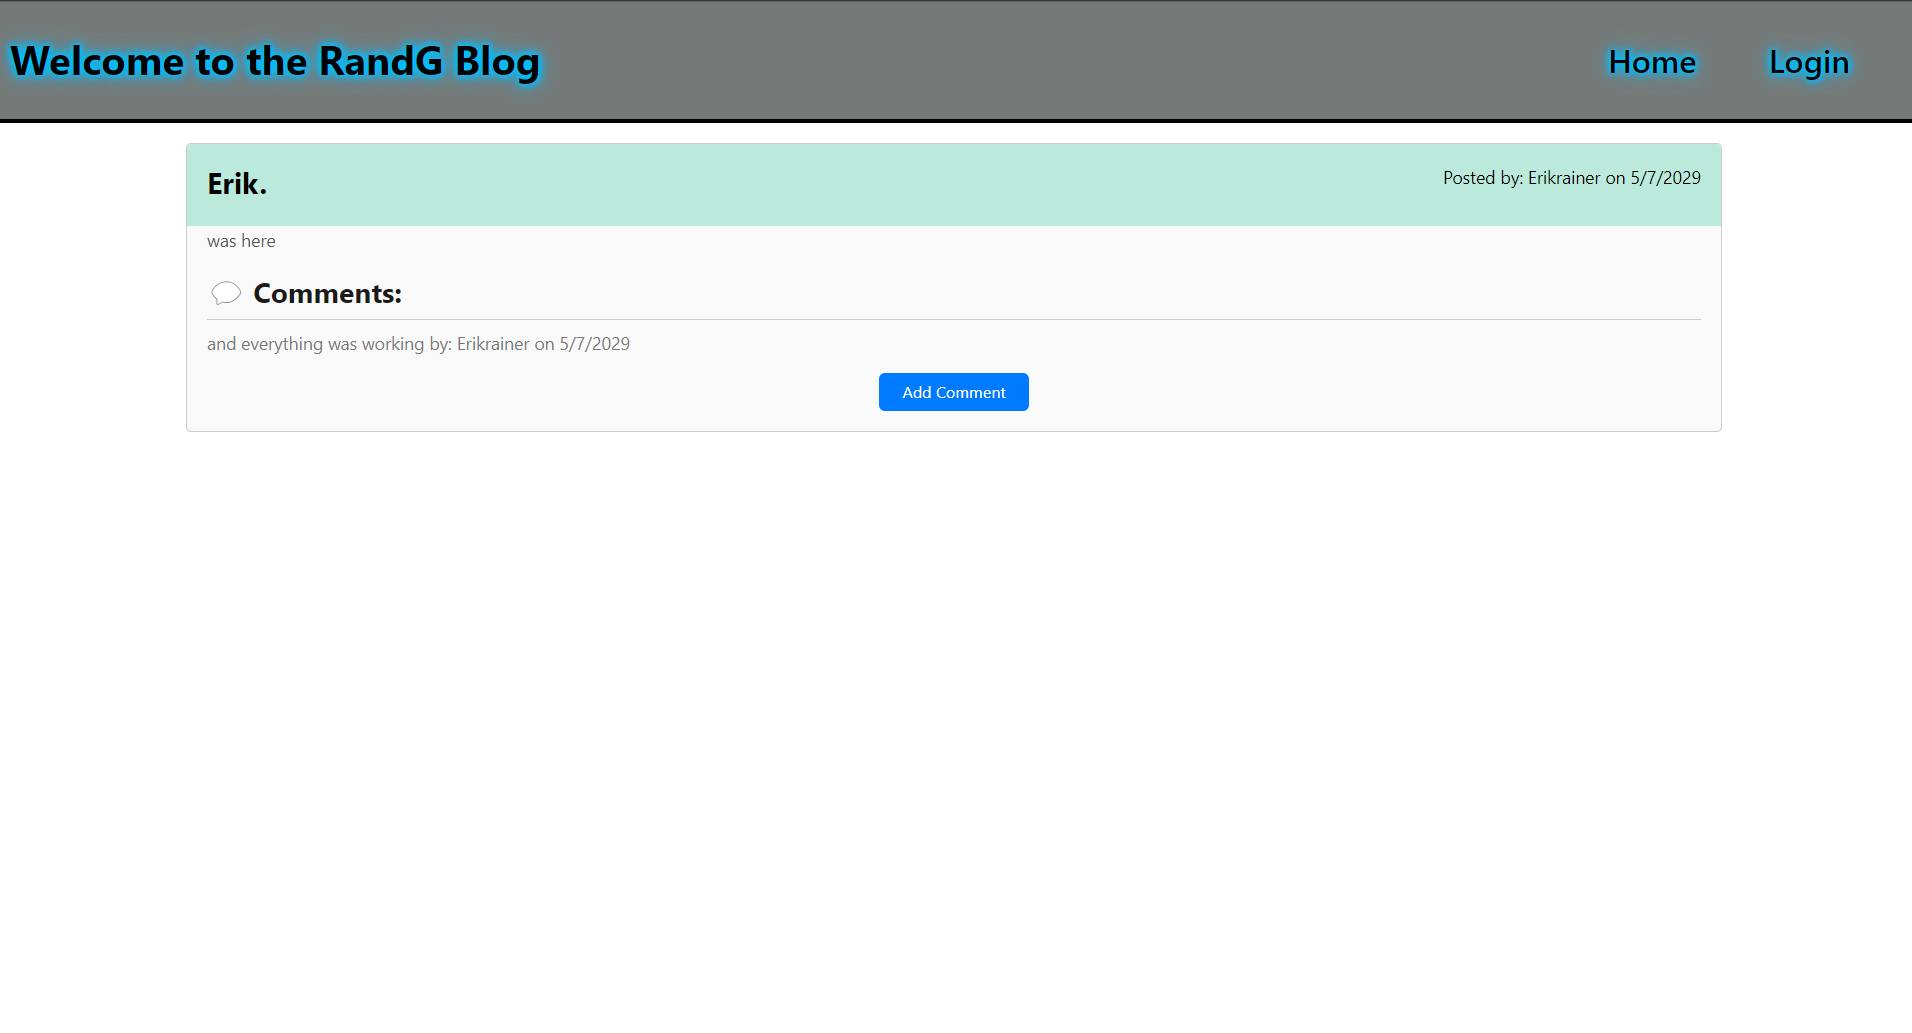 Welcome to the RandG Blog
Home
Login
Erik.
Posted by: Erikrainer on 5/7/2029
was here
Comments:
and everything was working by: Erikrainer on 5/7/2029
Add Comment